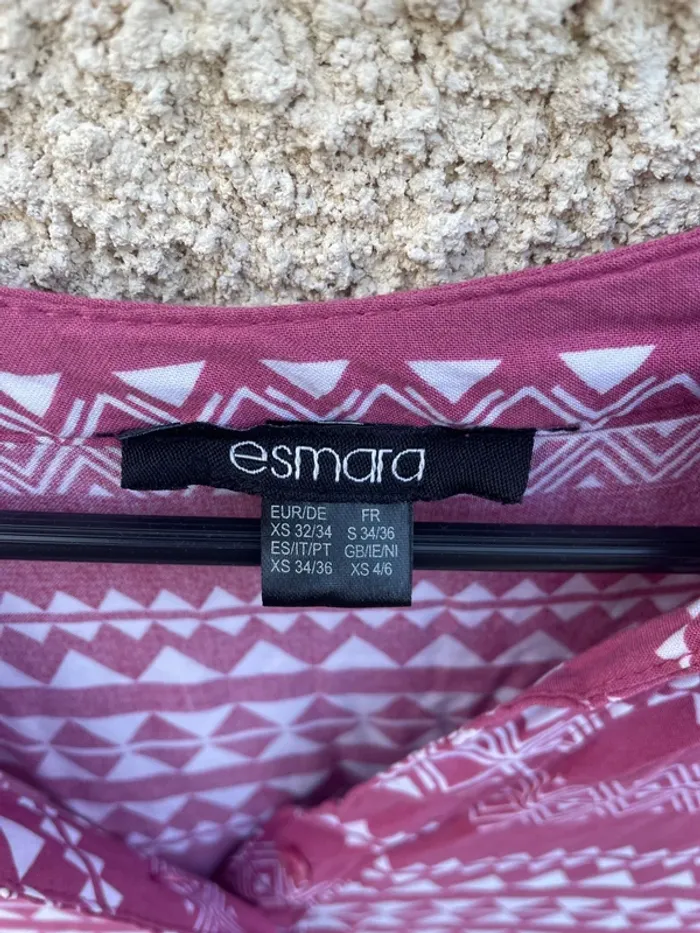 esmara
EUR/DE FR
XS 32/34 S 34/36
ES/IT/PT GB/IE/NI
XS 34/36 XS 4/6